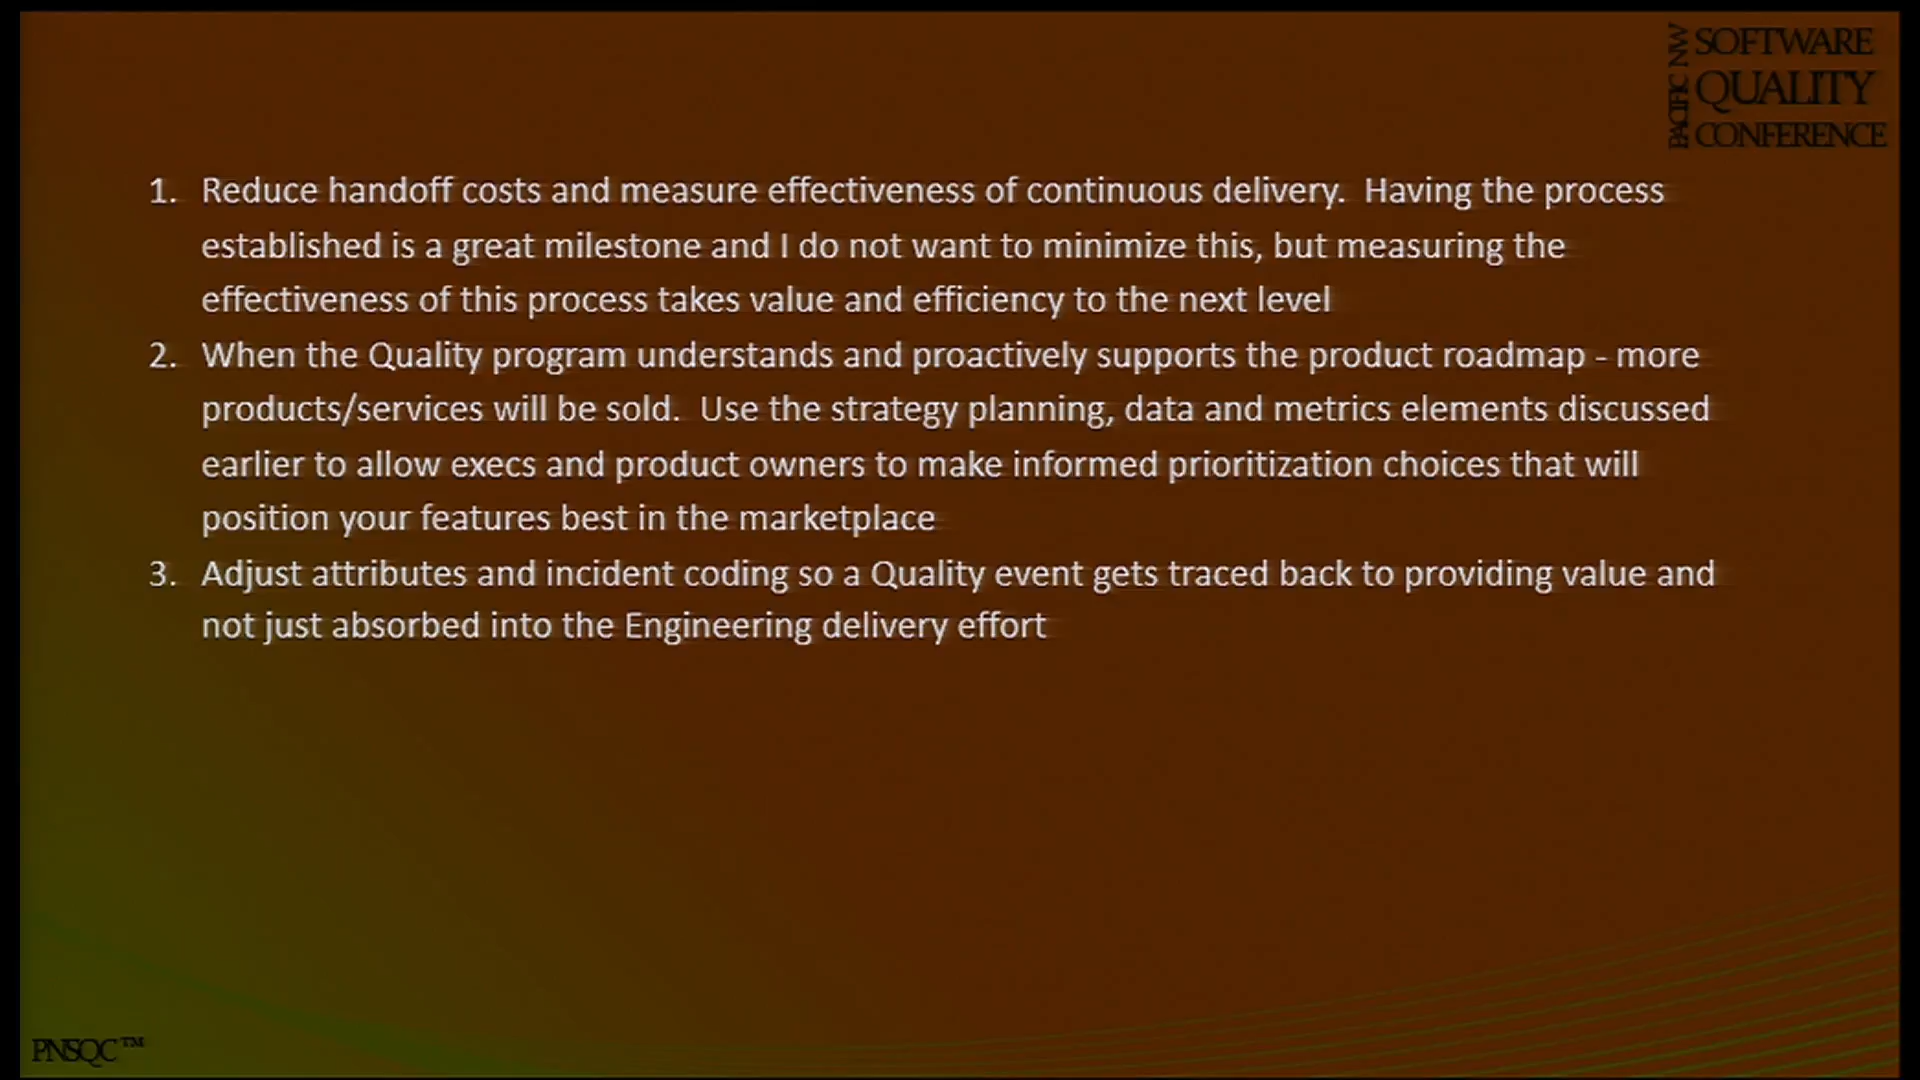 PACIFIC NW
SOFTWARE
QUALITY
CONFERENCE
1. Reduce handoff costs and measure effectiveness of continuous delivery.  Having the process
established is a great milestone and I do not want to minimize this, but measuring the
effectiveness of this process takes value and efficiency to the next level
2. When the Quality program understands and proactively supports the product roadmap - more
products/services will be sold.  Use the strategy planning, data and metrics elements discussed
earlier to allow execs and product owners to make informed prioritization choices that will
position your features best in the marketplace
3. Adjust attributes and incident coding so a Quality event gets traced back to providing value and
not just absorbed into the Engineering delivery effort
PNSQC™